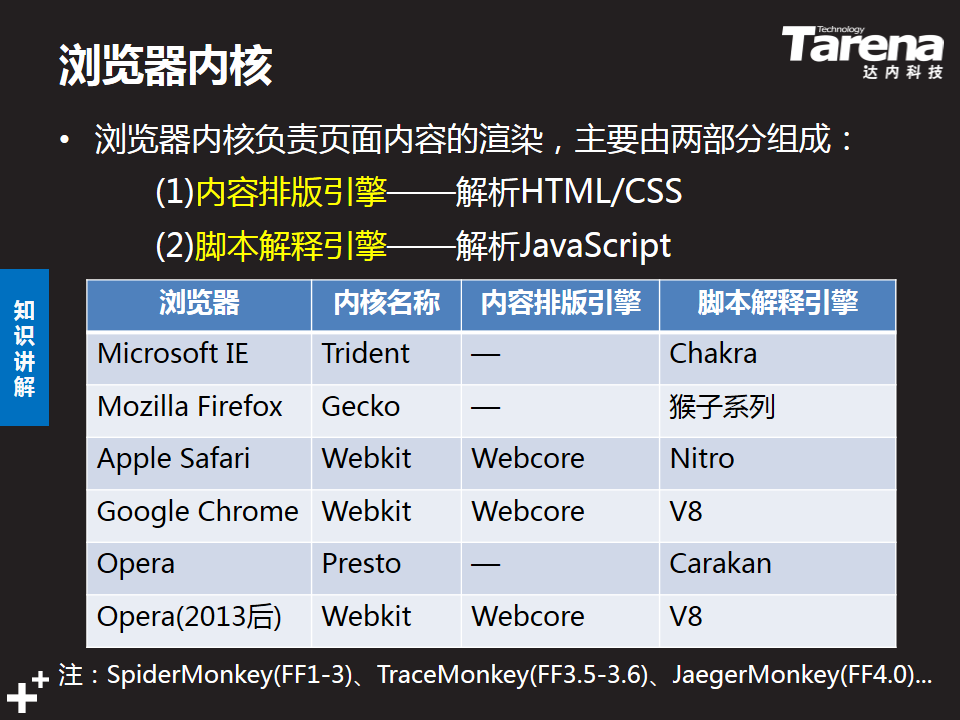 浏览器内核
Technology
Tarena
达内科技
• 浏览器内核负责页面内容的渲染，主要由两部分组成：
(1)内容排版引擎——解析HTML/CSS
(2)脚本解释引擎——解析JavaScript
知识讲解
浏览器 内核名称 内容排版引擎 脚本解释引擎
Microsoft IE Trident — Chakra
Mozilla Firefox Gecko — 猴子系列
Apple Safari Webkit Webcore Nitro
Google Chrome Webkit Webcore V8
Opera Presto — Carakan
Opera(2013后) Webkit Webcore V8
注：SpiderMonkey(FF1-3)、TraceMonkey(FF3.5-3.6)、JaegerMonkey(FF4.0)...